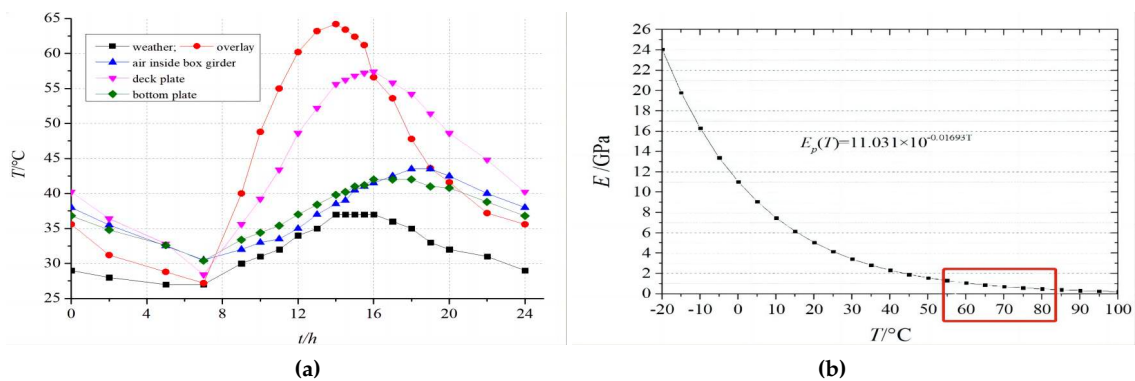 65
60
55
50
45
40
35
30
25
T/°C
weather; overlay
air inside box girder
deck plate
bottom plate
0 4 8 12 16 20 24
t/h
(a)
26
24
22
20
18
16
14
12
10
8
6
4
2
0
E /GPa
E_p(T)=11.031×10^-0.01693T
-20 -10 0 10 20 30 40 50 60 70 80 90 100
T/°C
(b)